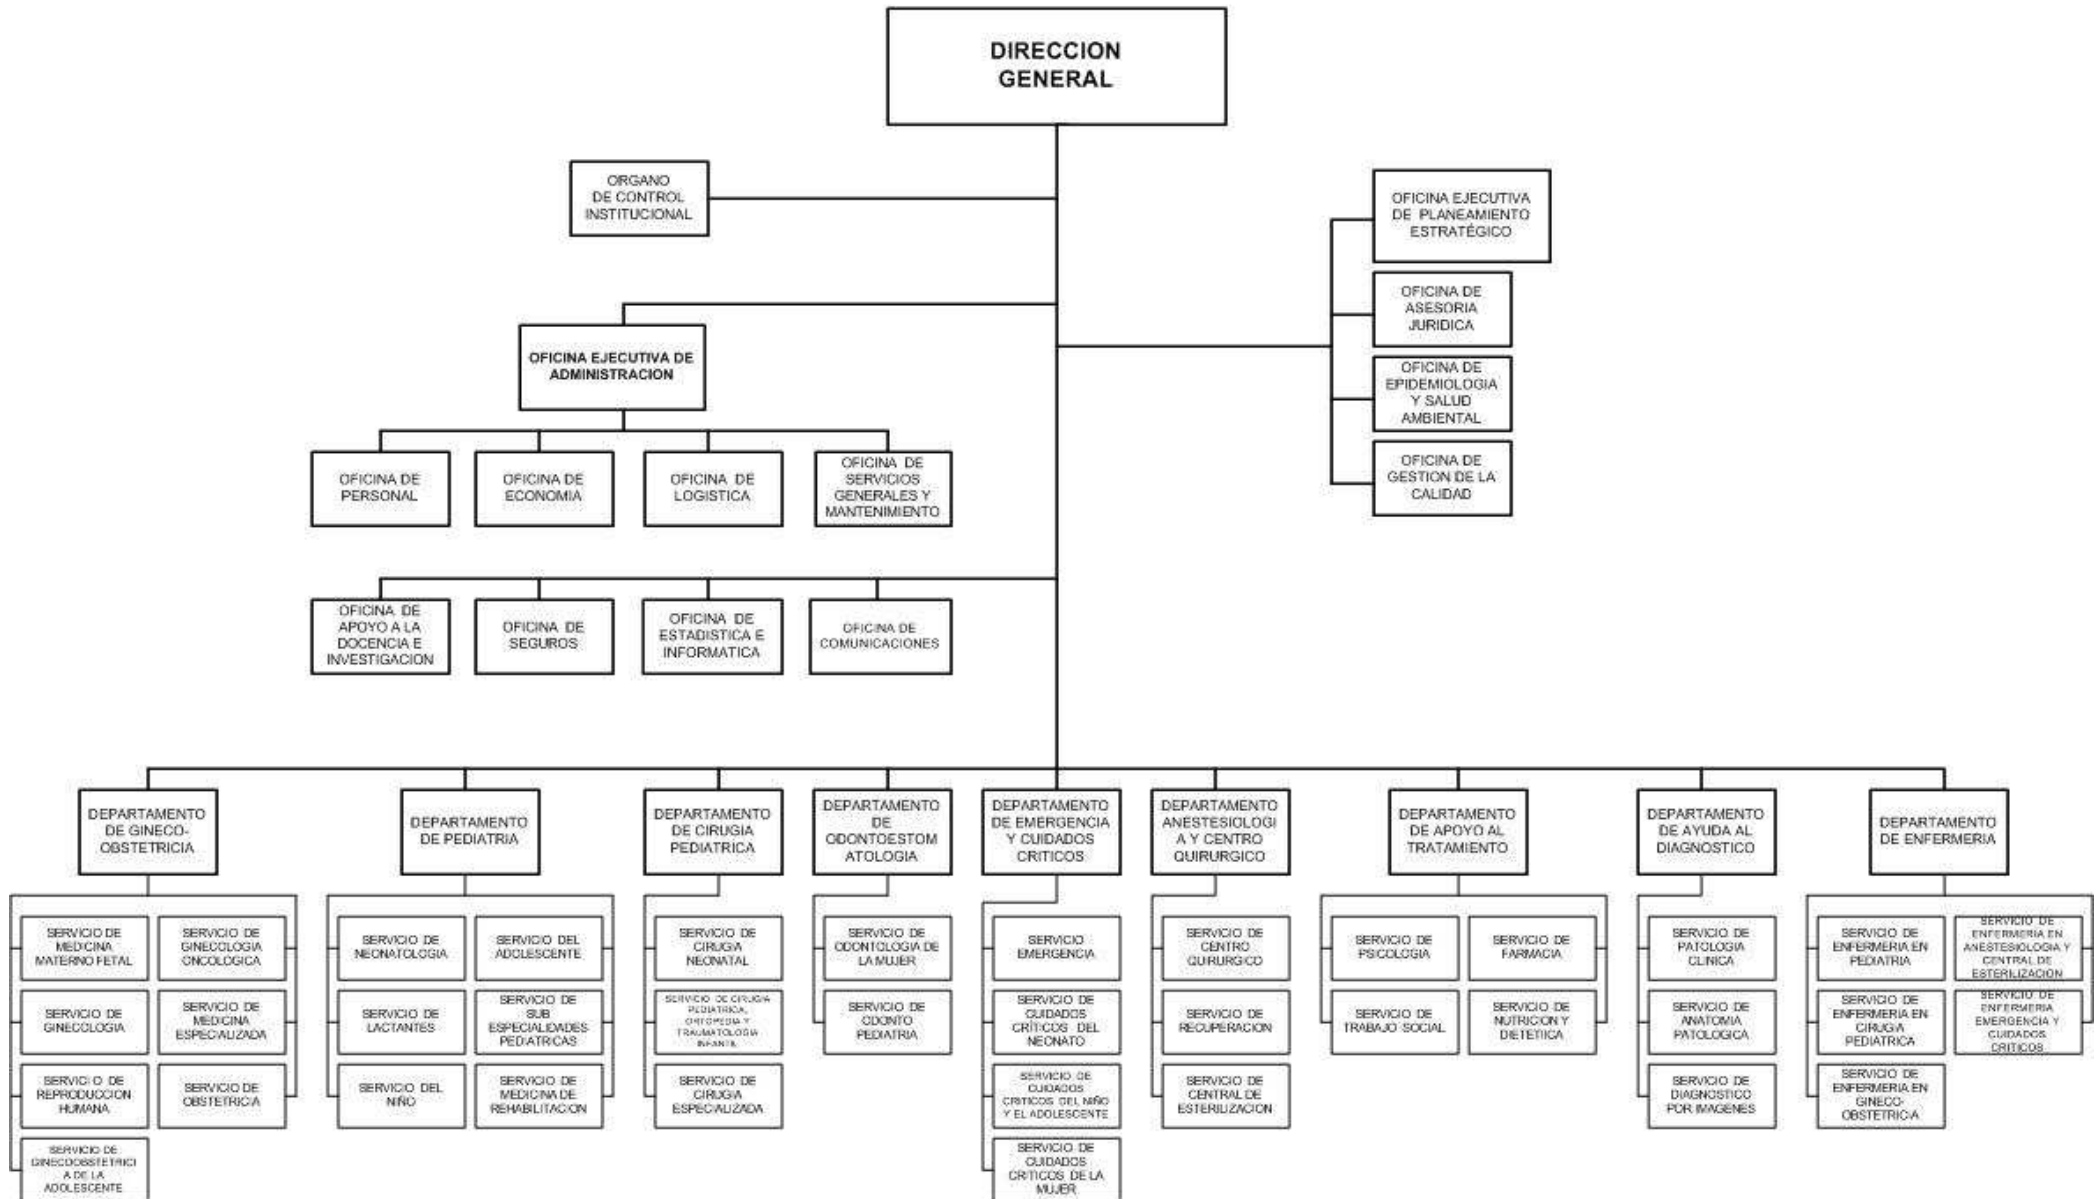 DIRECCION
GENERAL
ORGANO
DE CONTROL
INSTITUCIONAL
OFICINA EJECUTIVA
DE PLANEAMIENTO
ESTRATÉGICO
OFICINA DE
ASESORIA
JURIDICA
OFICINA DE
EPIDEMIOLOGIA
Y SALUD
AMBIENTAL
OFICINA DE
GESTION DE LA
CALIDAD
OFICINA EJECUTIVA DE
ADMINISTRACION
OFICINA DE
PERSONAL
OFICINA DE
ECONOMIA
OFICINA DE
LOGISTICA
OFICINA DE
SERVICIOS
GENERALES Y
MANTENIMIENTO
OFICINA DE
APOYO A LA
DOCENCIA E
INVESTIGACION
OFICINA DE
SEGUROS
OFICINA DE
ESTADISTICA E
INFORMATICA
OFICINA DE
COMUNICACIONES
DEPARTAMENTO
DE GINECO-
OBSTETRICIA
DEPARTAMENTO
DE PEDIATRIA
DEPARTAMENTO
DE CIRUGIA
PEDIATRICA
DEPARTAMENTO
DE
ODONTOESTOM
ATOLOGIA
DEPARTAMENTO
DE EMERGENCIA
Y CUIDADOS
CRITICOS
DEPARTAMENTO
ANESTESIOLOGI
A Y CENTRO
QUIRURGICO
DEPARTAMENTO
DE APOYO AL
TRATAMIENTO
DEPARTAMENTO
DE AYUDA AL
DIAGNOSTICO
DEPARTAMENTO
DE ENFERMERIA
SERVICIO DE
MEDICINA
MATERNO FETAL
SERVICIO DE
GINECOLOGIA
ONCOLOGICA
SERVICIO DE
GINECOLOGIA
SERVICIO DE
MEDICINA
ESPECIALIZADA
SERVICIO DE
REPRODUCCION
HUMANA
SERVICIO DE
OBSTETRICIA
SERVICIO DE
GINECOOBSTETRICI
A DE LA
ADOLESCENTE
SERVICIO DE
NEONATOLOGIA
SERVICIO DEL
ADOLESCENTE
SERVICIO DE
LACTANTES
SERVICIO DE
SUB
ESPECIALIDADES
PEDIATRICAS
SERVICIO DEL
NIÑO
SERVICIO DE
MEDICINA DE
REHABILITACION
SERVICIO DE
CIRUGIA
NEONATAL
SERVICIO DE CIRUGIA
PEDIATRICA,
ORTOPEDIA Y
TRAUMATOLOGIA
INFANTIL
SERVICIO DE
CIRUGIA
ESPECIALIZADA
SERVICIO DE
ODONTOLOGIA DE
LA MUJER
SERVICIO DE
ODONTO
PEDIATRIA
SERVICIO
EMERGENCIA
SERVICIO DE
CUIDADOS
CRÍTICOS DEL
NEONATO
SERVICIO DE
CUIDADOS
CRITICOS DEL NIÑO
Y EL ADOLESCENTE
SERVICIO DE
CUIDADOS
CRITICOS DE LA
MUJER
SERVICIO DE
CENTRO
QUIRURGICO
SERVICIO DE
RECUPERACION
SERVICIO DE
CENTRAL DE
ESTERILIZACION
SERVICIO DE
PSICOLOGIA
SERVICIO DE
FARMACIA
SERVICIO DE
TRABAJO SOCIAL
SERVICIO DE
NUTRICION Y
DIETETICA
SERVICIO DE
PATOLOGIA
CLINICA
SERVICIO DE
ANATOMIA
PATOLOGICA
SERVICIO DE
DIAGNOSTICO
POR IMAGENES
SERVICIO DE
ENFERMERIA EN
PEDIATRIA
SERVICIO DE
ENFERMERIA EN
ANESTESIOLOGIA Y
CENTRAL DE
ESTERILIZACION
SERVICIO DE
ENFERMERIA EN
CIRUGIA
PEDIATRICA
SERVICIO DE
ENFERMERIA
EMERGENCIA Y
CUIDADOS
CRITICOS
SERVICIO DE
ENFERMERIA EN
GINECO-
OBSTETRICIA